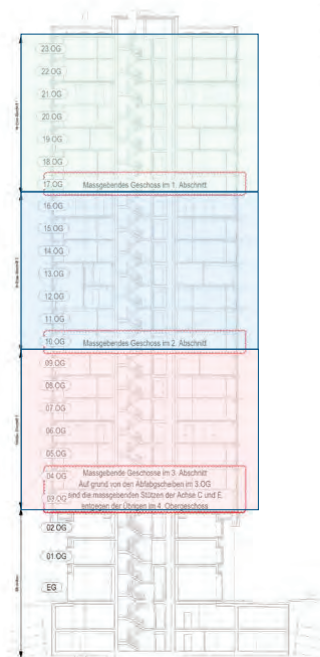 23.OG
22.OG
21.OG
20.OG
19.OG
18.OG
17.OG
Massgebendes Geschoss im 1. Abschnitt
16.OG
15.OG
14.OG
13.OG
12.OG
11.OG
10.OG
Massgebendes Geschoss im 2. Abschnitt
09.OG
08.OG
07.OG
06.OG
05.OG
04.OG
Massgebende Geschosse im 3. Abschnitt
Auf grund von den Abfabgscheiben im 3.OG
03.OG
sind die massgebenden Stützen der Achse C und E,
entgegen der Übrigen im 4. Obergeschoss
02.OG
01.OG
EG